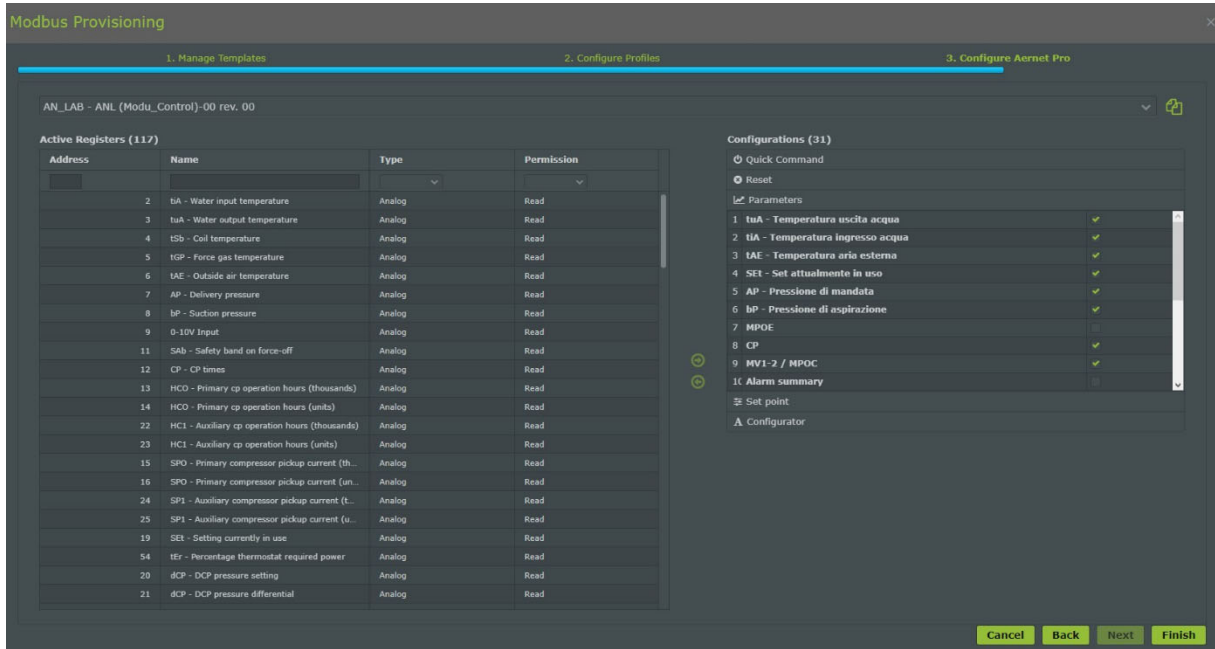 Modbus Provisioning
1. Manage Templates 2. Configure Profiles 3. Configure Aernet Pro
AN_LAB - ANL (Modu_Control)-00 rev. 00
Active Registers (117)
Address Name Type Permission
2 tiA - Water input temperature Analog Read
3 tuA - Water output temperature Analog Read
4 tSb - Coil temperature Analog Read
5 tGP - Force gas temperature Analog Read
6 tAE - Outside air temperature Analog Read
7 AP - Delivery pressure Analog Read
8 bP - Suction pressure Analog Read
9 0-10V Input Analog Read
11 SAb - Safety band on force-off Analog Read
12 CP - CP times Analog Read
13 HCO - Primary cp operation hours (thousands) Analog Read
14 HCO - Primary cp operation hours (units) Analog Read
22 HC1 - Auxiliary cp operation hours (thousands) Analog Read
23 HC1 - Auxiliary cp operation hours (units) Analog Read
15 SPO - Primary compressor pickup current (th... Analog Read
16 SPO - Primary compressor pickup current (un... Analog Read
24 SP1 - Auxiliary compressor pickup current (t... Analog Read
25 SP1 - Auxiliary compressor pickup current (u... Analog Read
19 SEt - Setting currently in use Analog Read
54 tEr - Percentage thermostat required power Analog Read
20 dCP - DCP pressure setting Analog Read
21 dCP - DCP pressure differential Analog Read
Configurations (31)
Quick Command
Reset
Parameters
1 tuA - Temperatura uscita acqua
2 tiA - Temperatura ingresso acqua
3 tAE - Temperatura aria esterna
4 SEt - Set attualmente in uso
5 AP - Pressione di mandata
6 bP - Pressione di aspirazione
7 MPOE
8 CP
9 MV1-2 / MPOC
1( Alarm summary
Set point
Configurator
Cancel Back Next Finish